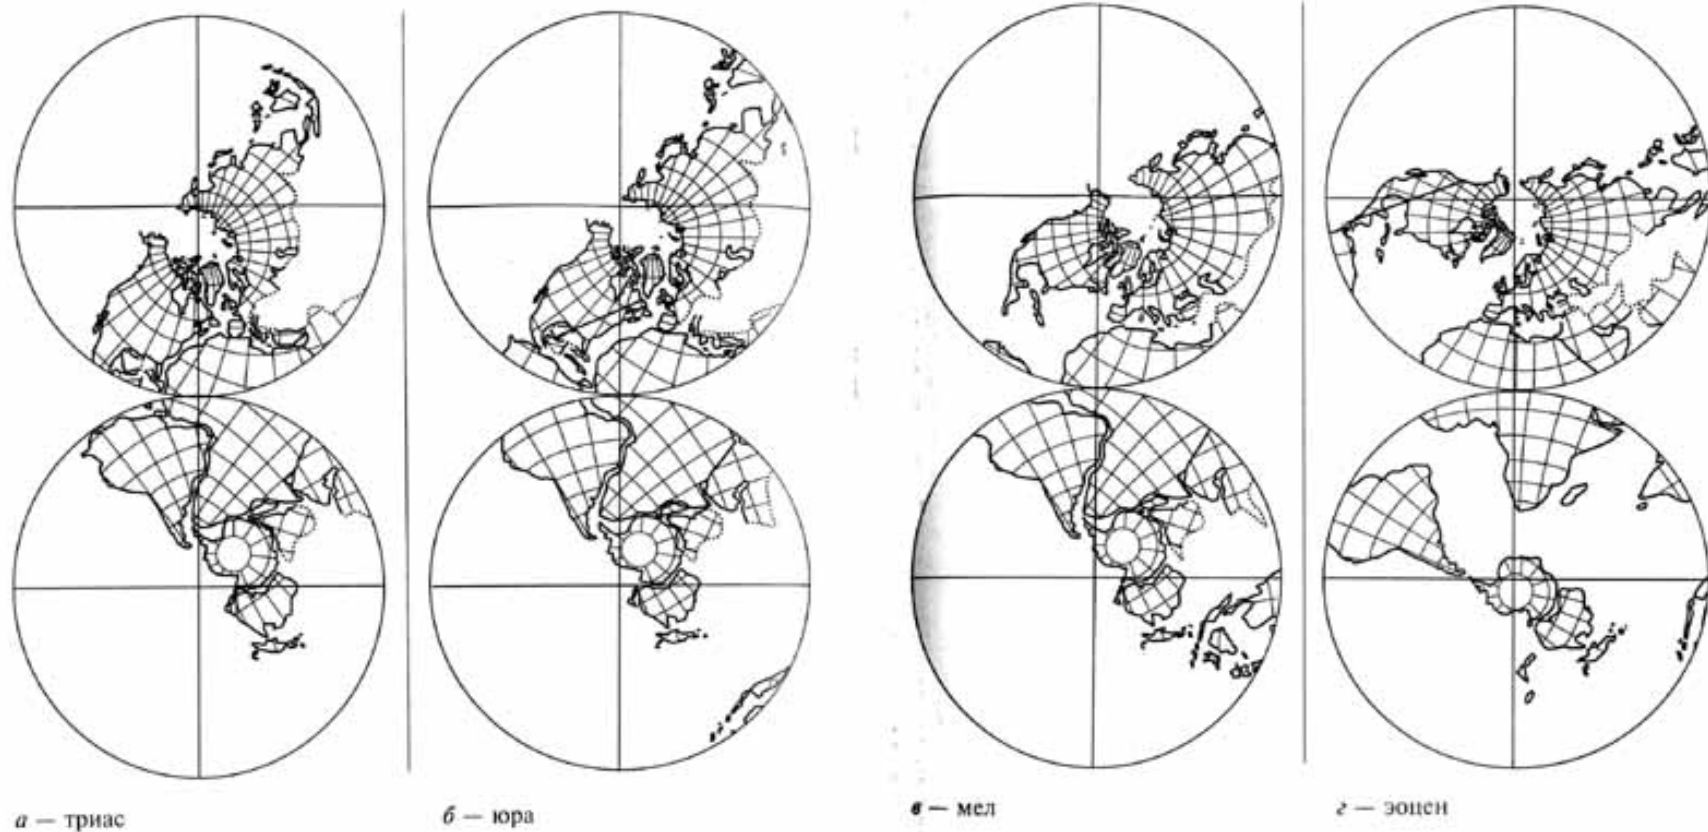 а — триас
б — юра
в — мел
г — эоцен